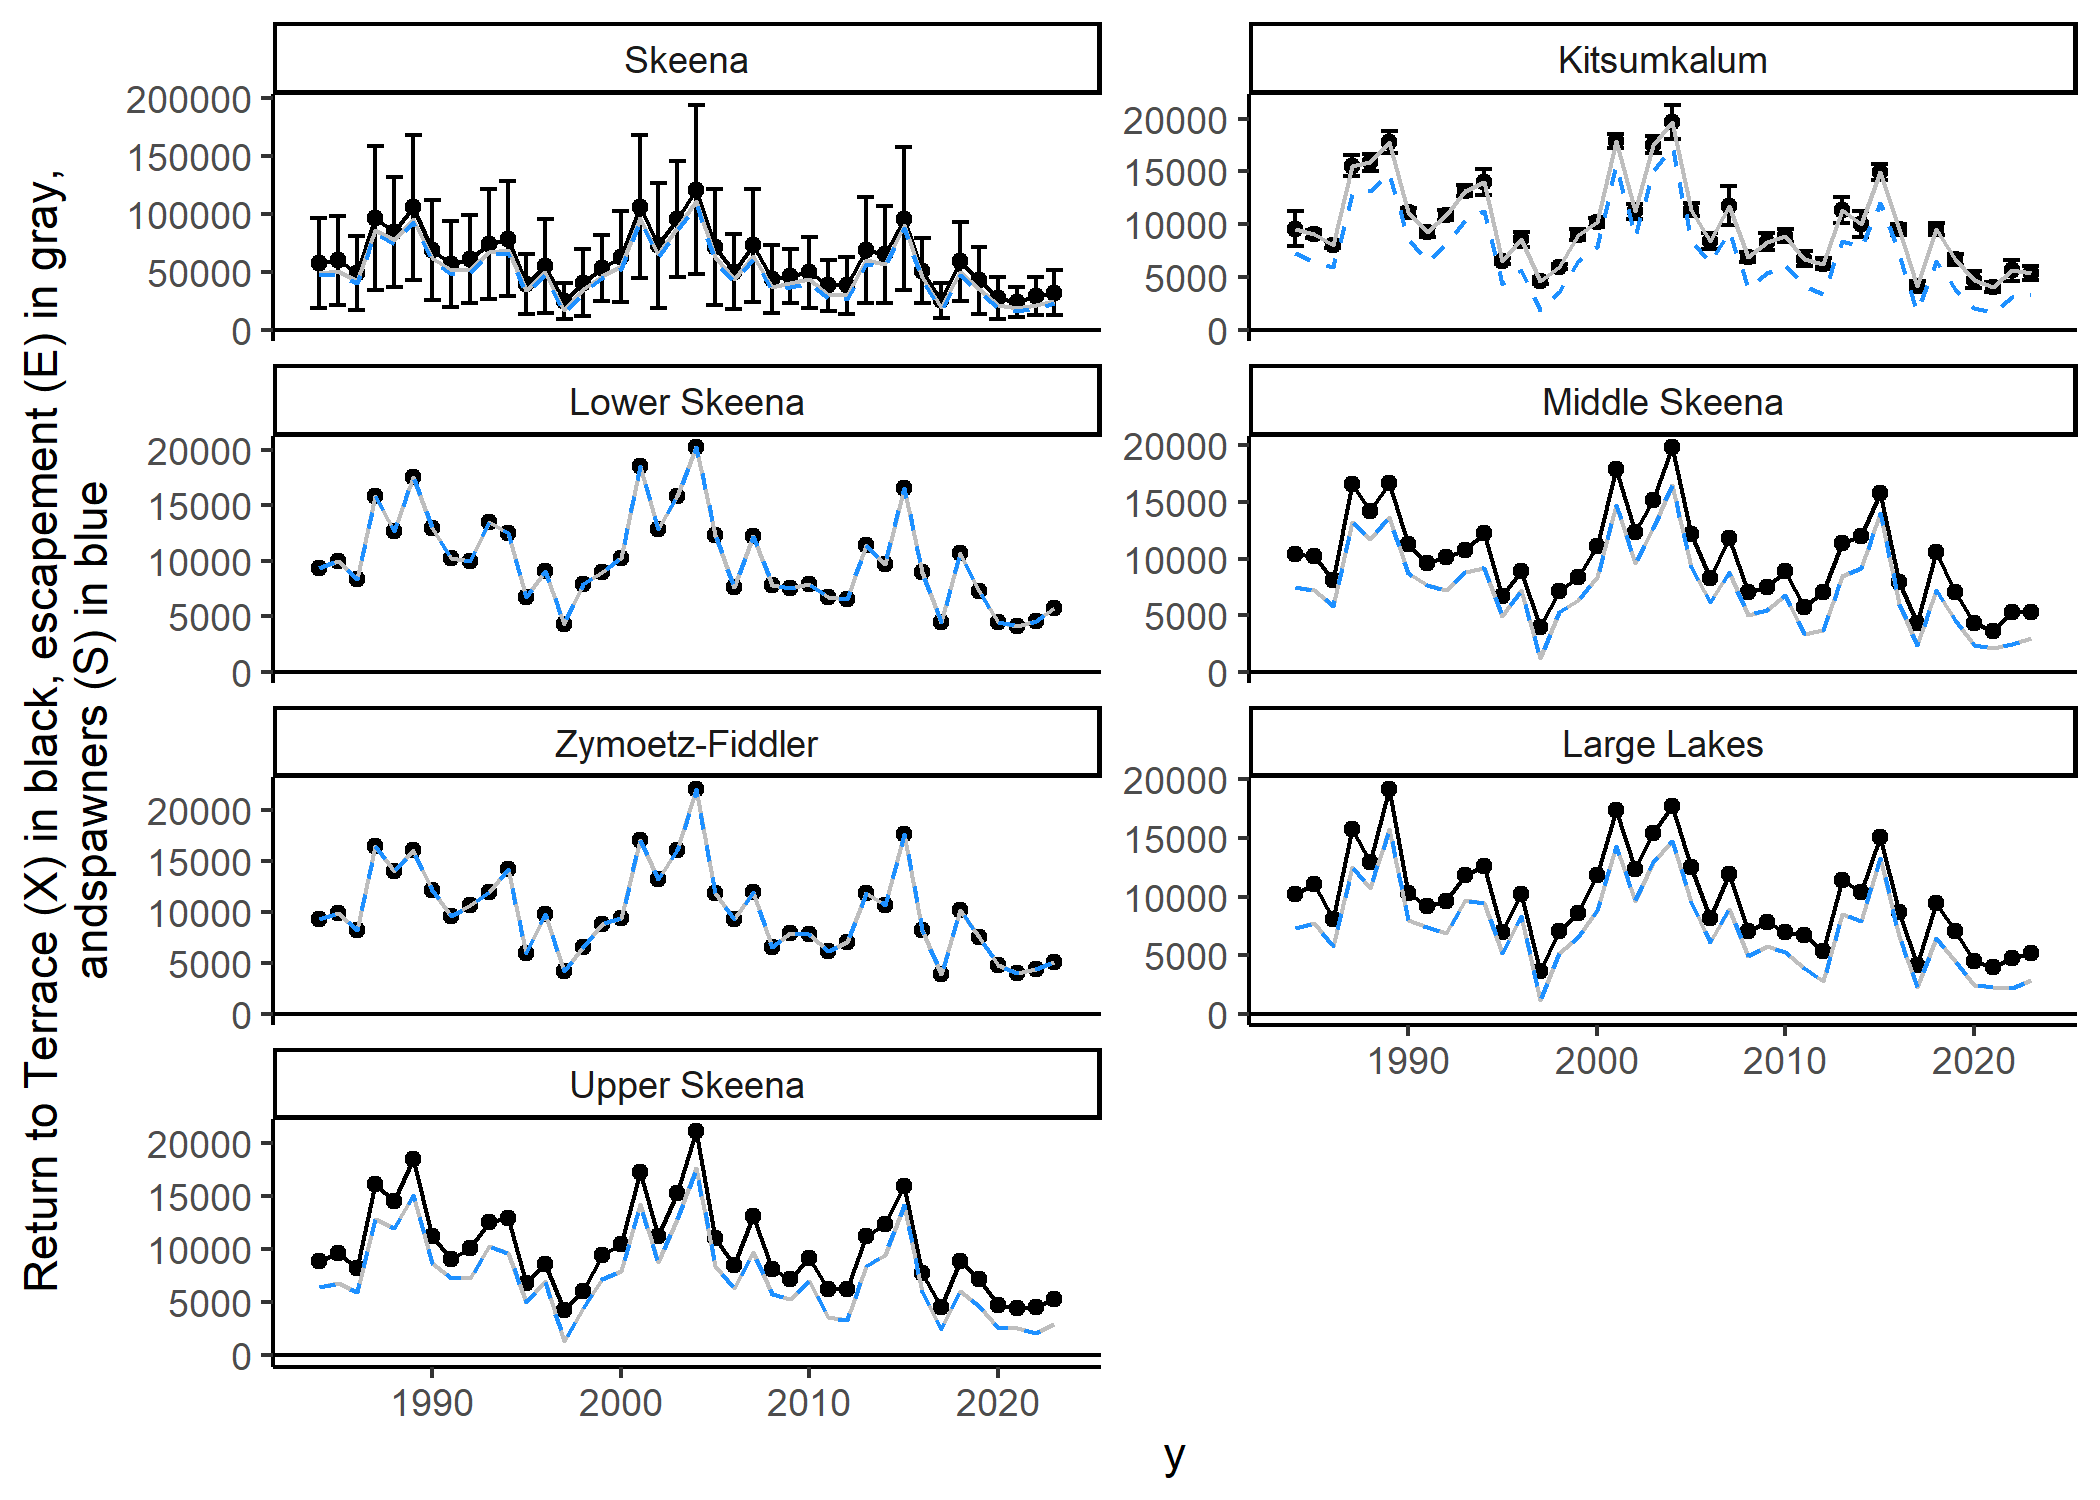 Return to Terrace (X) in black, escapement (E) in gray,
andspawners (S) in blue
Skeena
200000
150000
100000
50000
0
Kitsumkalum
20000
15000
10000
5000
0
Lower Skeena
20000
15000
10000
5000
0
Middle Skeena
20000
15000
10000
5000
0
Zymoetz-Fiddler
20000
15000
10000
5000
0
Large Lakes
20000
15000
10000
5000
0
1990 2000 2010 2020
Upper Skeena
20000
15000
10000
5000
0
1990 2000 2010 2020
y